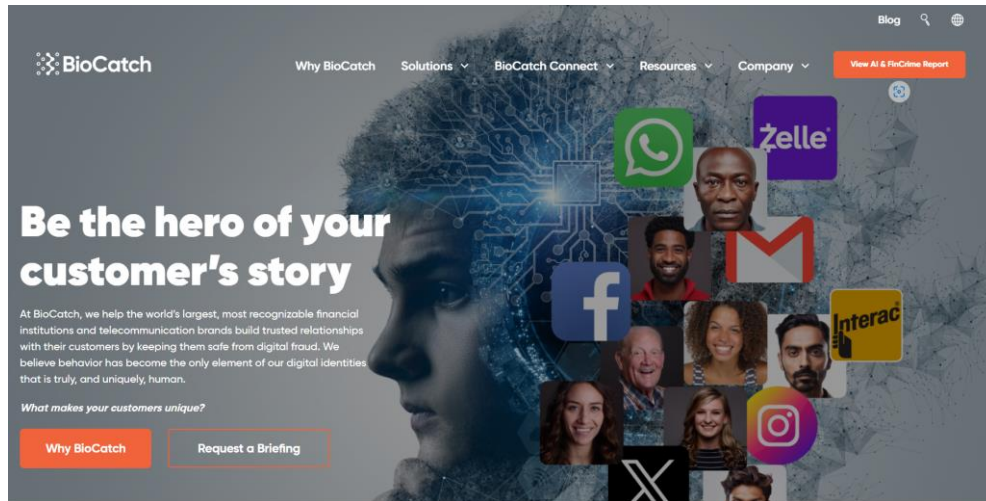 Blog
BioCatch
Why BioCatch
Solutions
BioCatch Connect
Resources
Company
View AI & FinCrime Report
Zelle®
Interac®
Be the hero of your
customer's story
At BioCatch, we help the world's largest, most recognizable financial
institutions and telecommunication brands build trusted relationships
with their customers by keeping them safe from digital fraud. We
believe behavior has become the only element of our digital identities
that is truly, and uniquely, human.
What makes your customers unique?
Why BioCatch
Request a Briefing